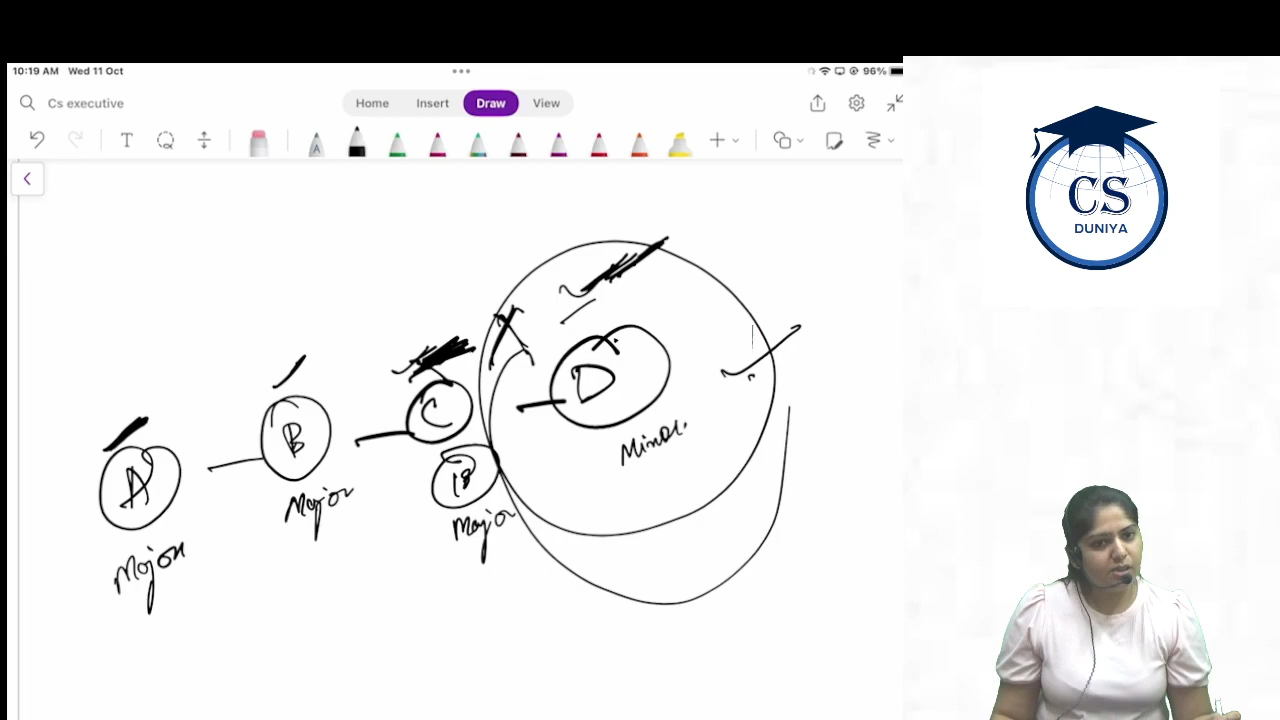 10:19 AM Wed 11 Oct
96%
Cs executive
Home Insert Draw View
T
A
CS
DUNIYA
A
B
C
D
18
Minor.
Major
Major
Major